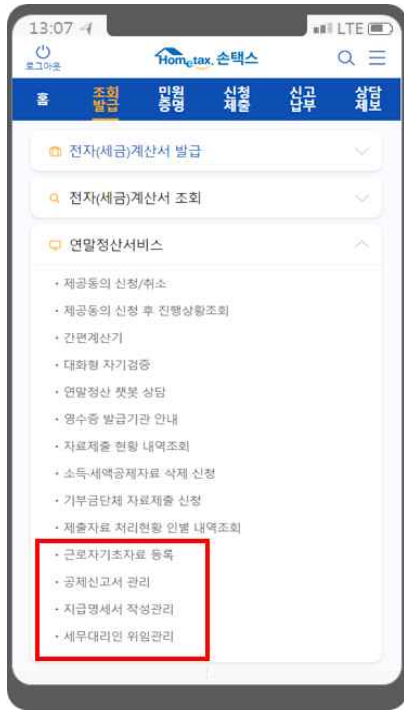 13:07 LTE
로그아웃 Hometax. 손택스
홈 조회 발급 민원 증명 신청 제출 신고 납부 상담 제보
전자(세금)계산서 발급
전자(세금)계산서 조회
연말정산서비스
· 제공동의 신청/취소
· 제공동의 신청 후 진행상황조회
· 간편계산기
· 대화형 자기검증
· 연말정산 챗봇 상담
· 영수증 발급기관 안내
· 자료제출 현황 내역조회
· 소득·세액공제자료 삭제 신청
· 기부금단체 자료제출 신청
· 제출자료 처리현황 인별 내역조회
· 근로자기초자료 등록
· 공제신고서 관리
· 지급명세서 작성관리
· 세무대리인 위임관리